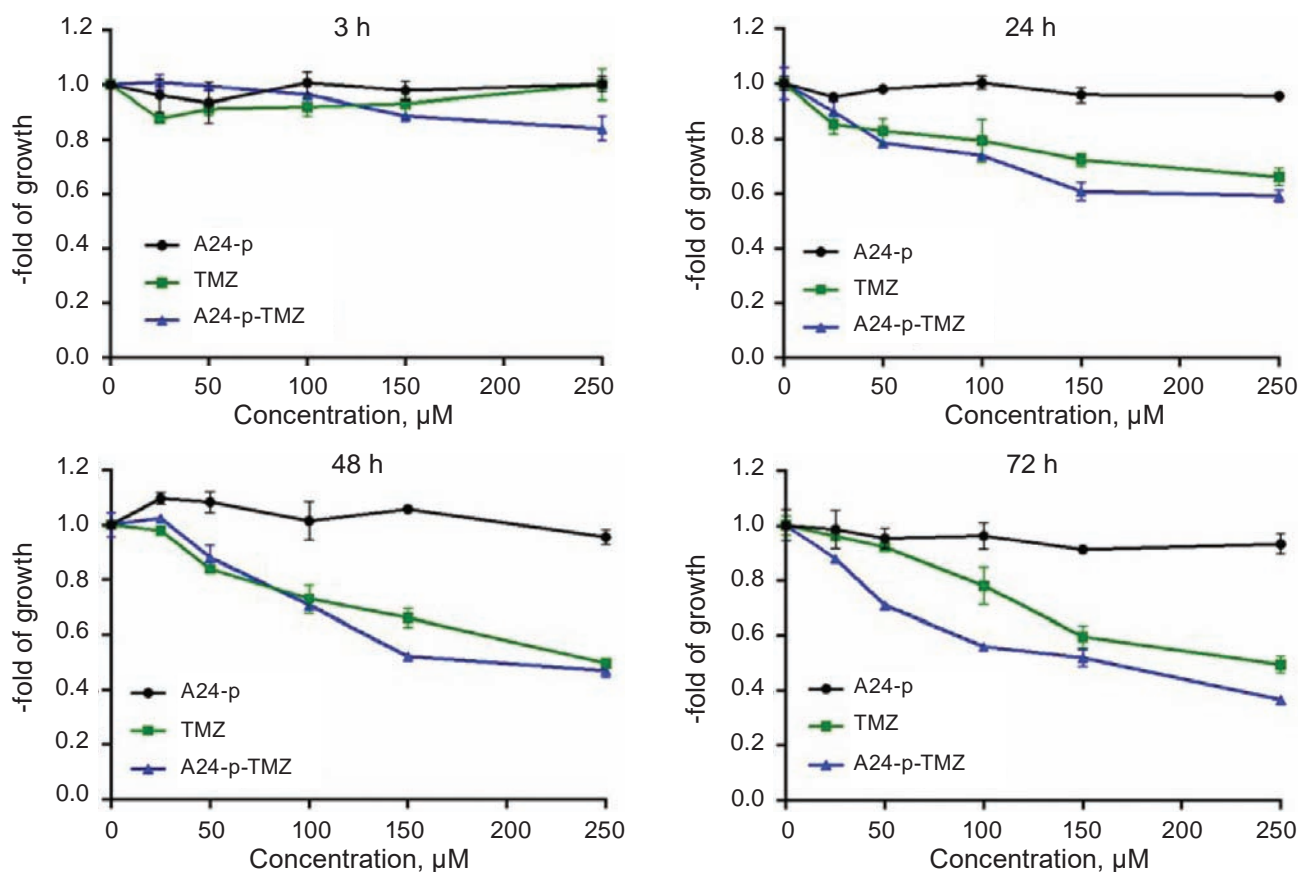 3 h
-fold of growth
1.2
1.0
0.8
0.6
0.4
0.2
0.0
A24-p
TMZ
A24-p-TMZ
0 50 100 150 200 250
Concentration, µM
24 h
-fold of growth
1.2
1.0
0.8
0.6
0.4
0.2
0.0
A24-p
TMZ
A24-p-TMZ
0 50 100 150 200 250
Concentration, µM
48 h
-fold of growth
1.2
1.0
0.8
0.6
0.4
0.2
0.0
A24-p
TMZ
A24-p-TMZ
0 50 100 150 200 250
Concentration, µM
72 h
-fold of growth
1.2
1.0
0.8
0.6
0.4
0.2
0.0
A24-p
TMZ
A24-p-TMZ
0 50 100 150 200 250
Concentration, µM